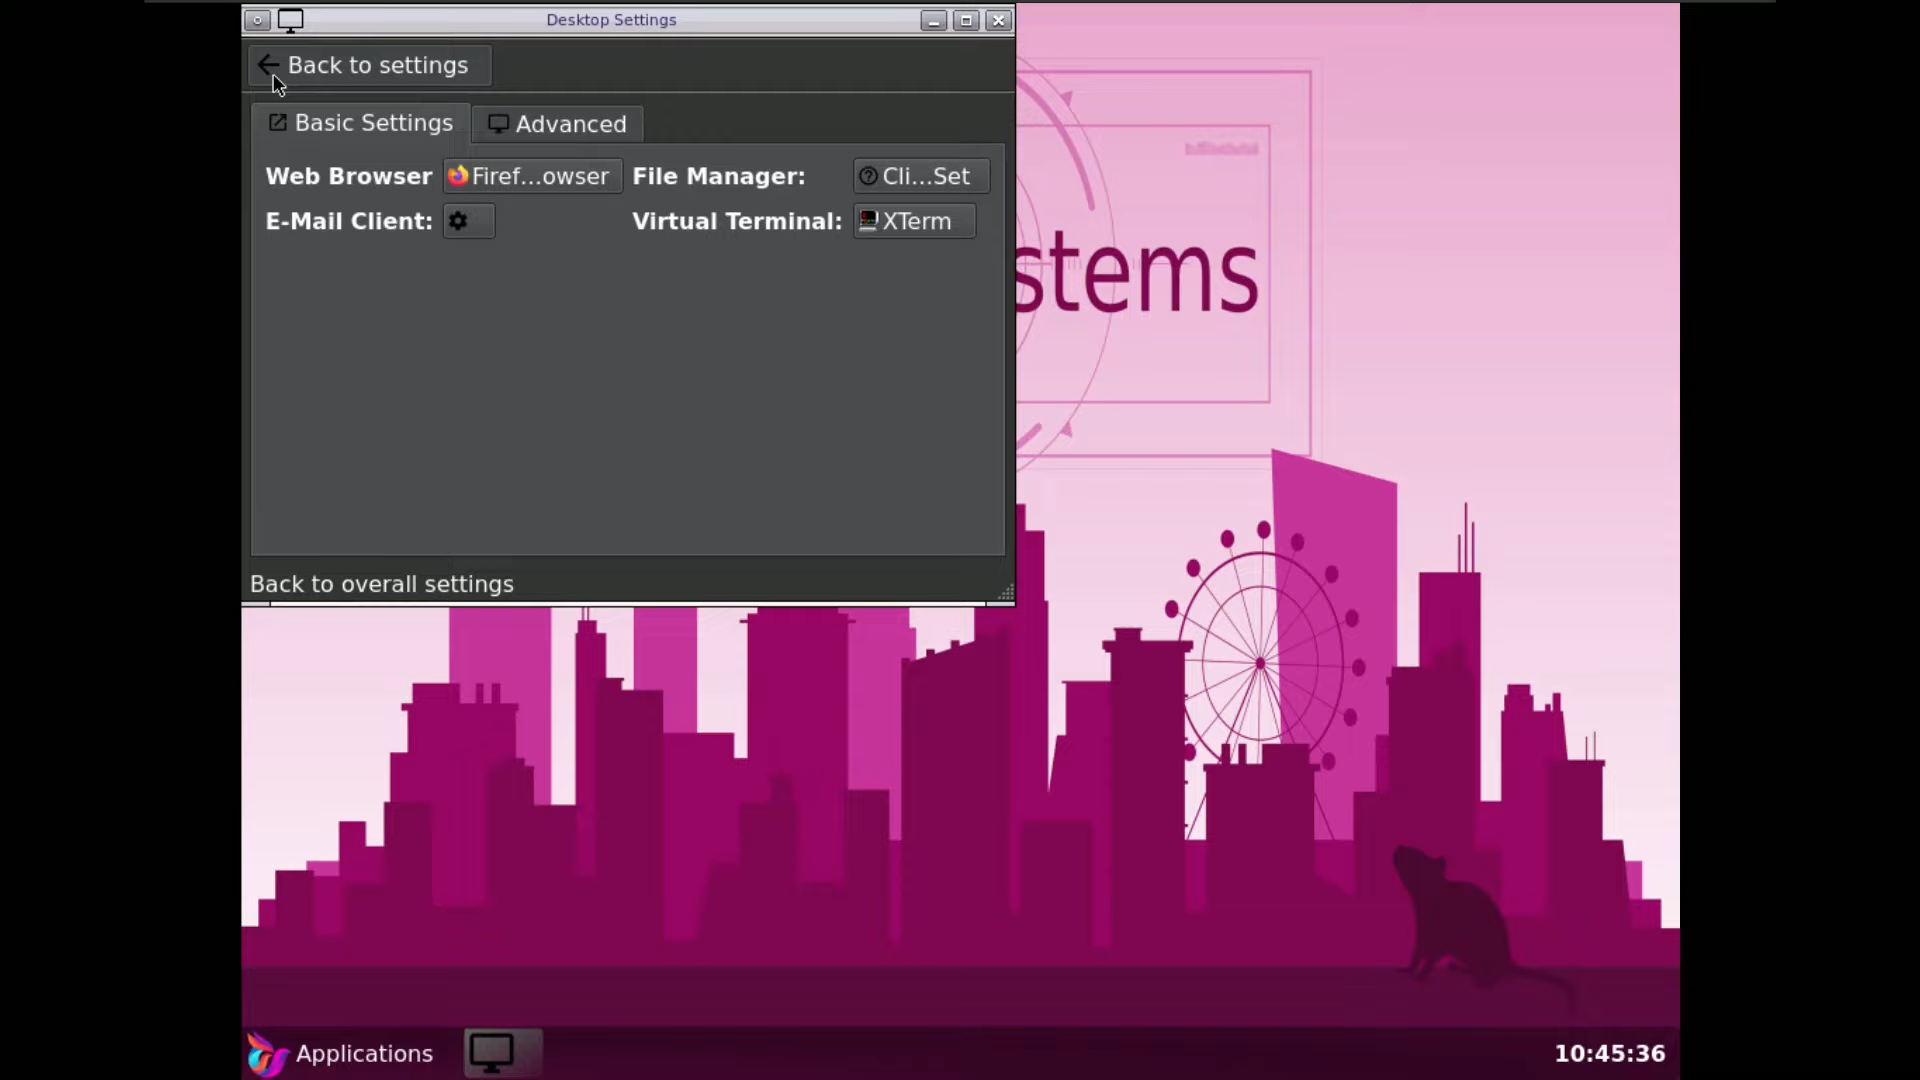 Desktop Settings
Back to settings
Basic Settings
Advanced
Web Browser Firef...owser File Manager: Cli...Set
E-Mail Client: Virtual Terminal: XTerm
stems
Back to overall settings
Applications
10:45:36